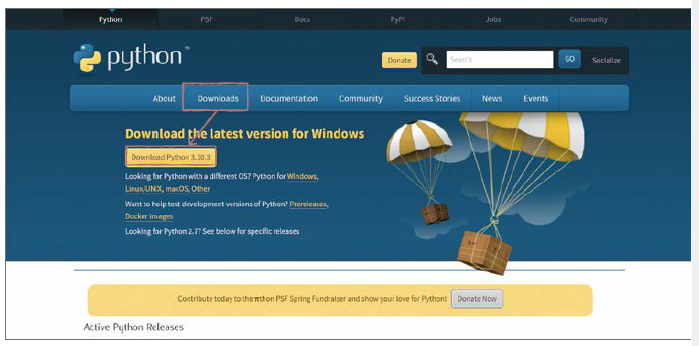 Python PSF Docs PyPI Jobs Community
python™
Donate Search GO Socialize
About Downloads Documentation Community Success Stories News Events
Download the latest version for Windows
Download Python 3.10.3
Looking for Python with a different OS? Python for Windows,
Linux/UNIX, macOS, Other
Want to help test development versions of Python? Prereleases,
Docker images
Looking for Python 2.7? See below for specific releases
Contribute today to the πthon PSF Spring Fundraiser and show your love for Python! Donate Now
Active Python Releases